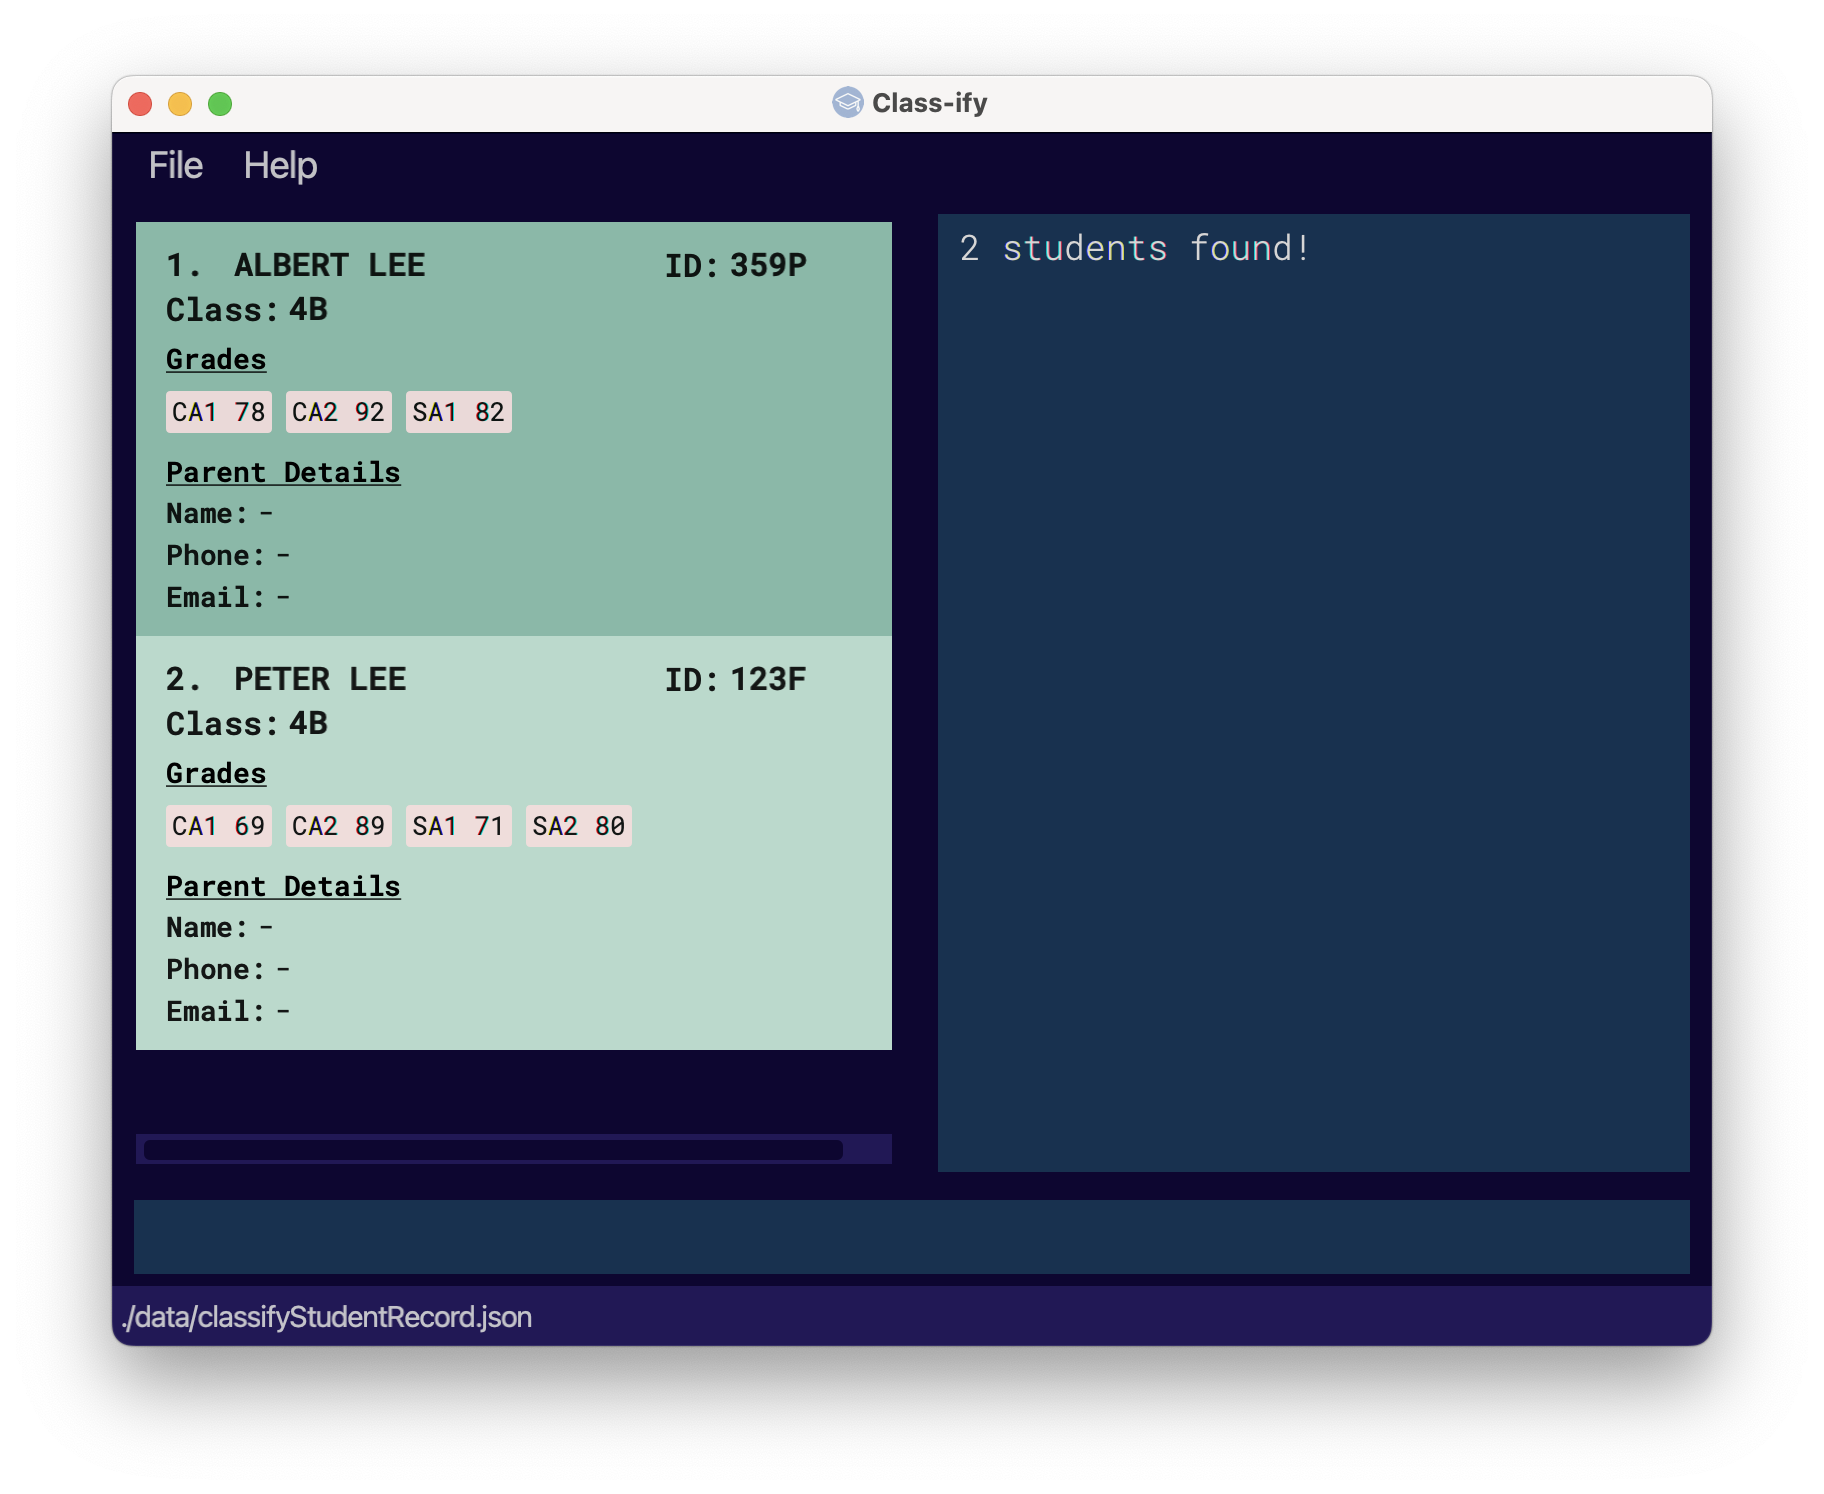 Class-ify
File Help
1. ALBERT LEE ID: 359P
Class: 4B
Grades
CA1 78 CA2 92 SA1 82
Parent Details
Name: -
Phone: -
Email: -
2. PETER LEE ID: 123F
Class: 4B
Grades
CA1 69 CA2 89 SA1 71 SA2 80
Parent Details
Name: -
Phone: -
Email: -
2 students found!
./data/classifyStudentRecord.json